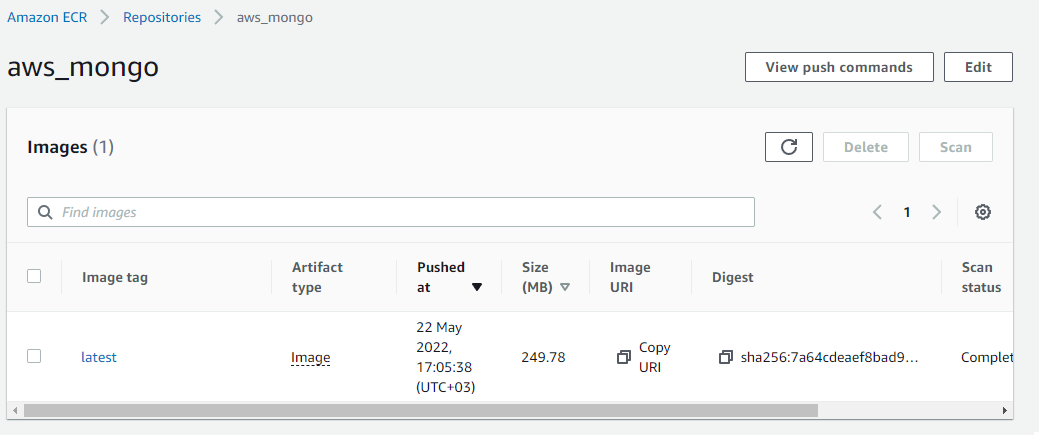 Amazon ECR Repositories aws_mongo
aws_mongo
View push commands Edit
Images (1)
Delete Scan
Find images
1
Image tag Artifact type Pushed at Size (MB) Image URI Digest Scan status
latest Image 22 May 2022, 17:05:38 (UTC+03) 249.78 Copy URI sha256:7a64cdeaef8bad9... Complet